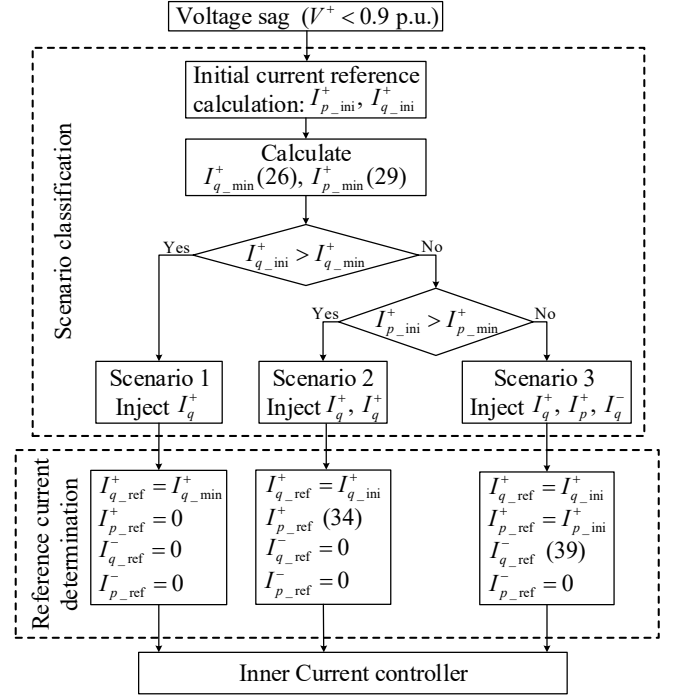 Voltage sag (V⁺ < 0.9 p.u.)
Scenario classification
Initial current reference
calculation: I⁺p_ini, I⁺q_ini
Calculate
I⁺q_min (26), I⁺p_min (29)
Yes
I⁺q_ini > I⁺q_min
No
Yes
I⁺p_ini > I⁺p_min
No
Scenario 1
Inject I⁺q
Scenario 2
Inject I⁺q, I⁺q
Scenario 3
Inject I⁺q, I⁺p, I⁻q
Reference current
determination
I⁺q_ref = I⁺q_min
I⁺p_ref = 0
I⁻q_ref = 0
I⁻p_ref = 0
I⁺q_ref = I⁺q_ini
I⁺p_ref (34)
I⁻q_ref = 0
I⁻p_ref = 0
I⁺q_ref = I⁺q_ini
I⁺p_ref = I⁺p_ini
I⁻q_ref (39)
I⁻p_ref = 0
Inner Current controller